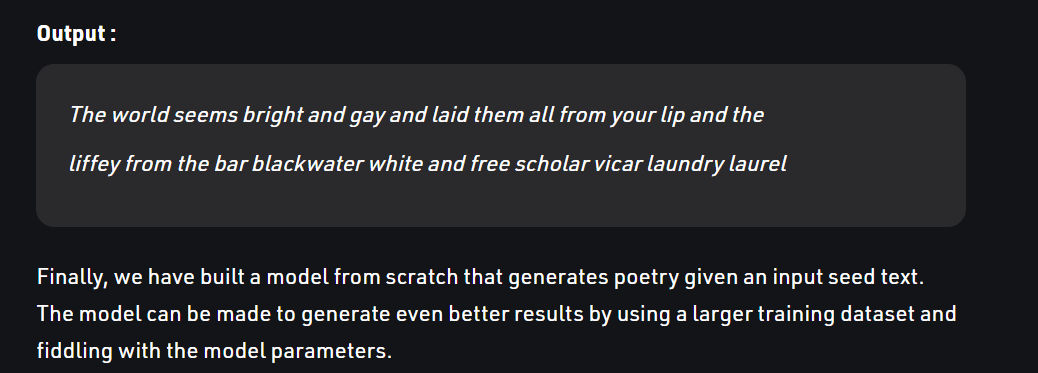 Output :
The world seems bright and gay and laid them all from your lip and the
liffey from the bar blackwater white and free scholar vicar laundry laurel
Finally, we have built a model from scratch that generates poetry given an input seed text.
The model can be made to generate even better results by using a larger training dataset and
fiddling with the model parameters.